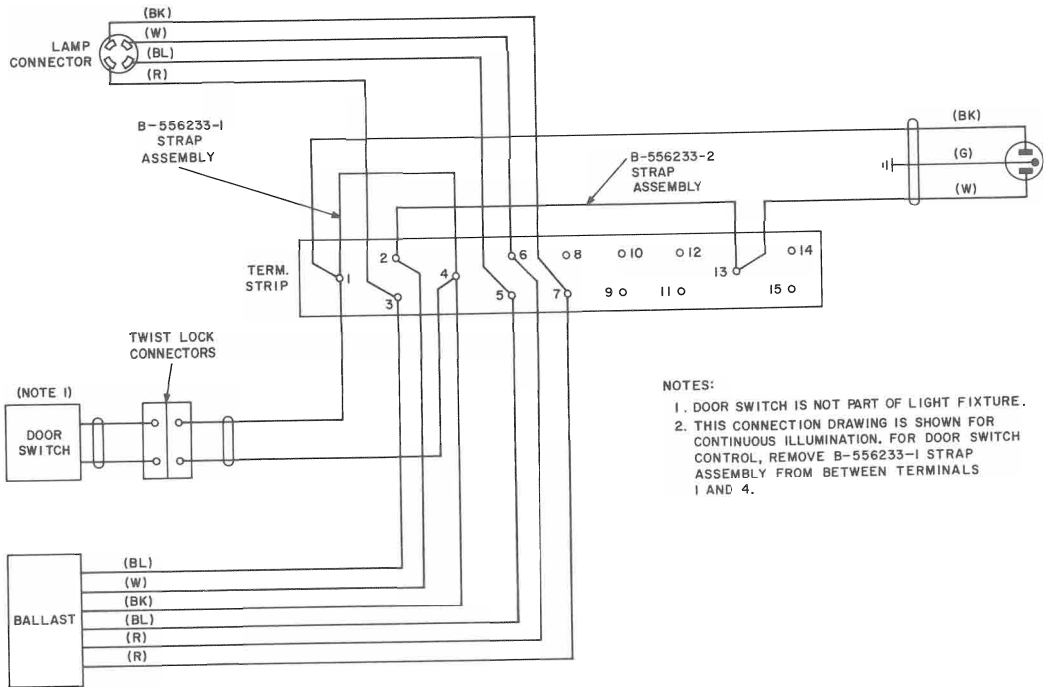 (BK)
(W)
LAMP
CONNECTOR
(BL)
(R)
B-556233-1
STRAP
ASSEMBLY
B-556233-2
STRAP
ASSEMBLY
(BK)
(G)
(W)
TERM.
STRIP
1
2
3
4
5
6
7
8
9
10
11
12
13
14
15
TWIST LOCK
CONNECTORS
(NOTE 1)
DOOR
SWITCH
NOTES:
1. DOOR SWITCH IS NOT PART OF LIGHT FIXTURE.
2. THIS CONNECTION DRAWING IS SHOWN FOR
CONTINUOUS ILLUMINATION. FOR DOOR SWITCH
CONTROL, REMOVE B-556233-1 STRAP
ASSEMBLY FROM BETWEEN TERMINALS
1 AND 4.
BALLAST
(BL)
(W)
(BK)
(BL)
(R)
(R)